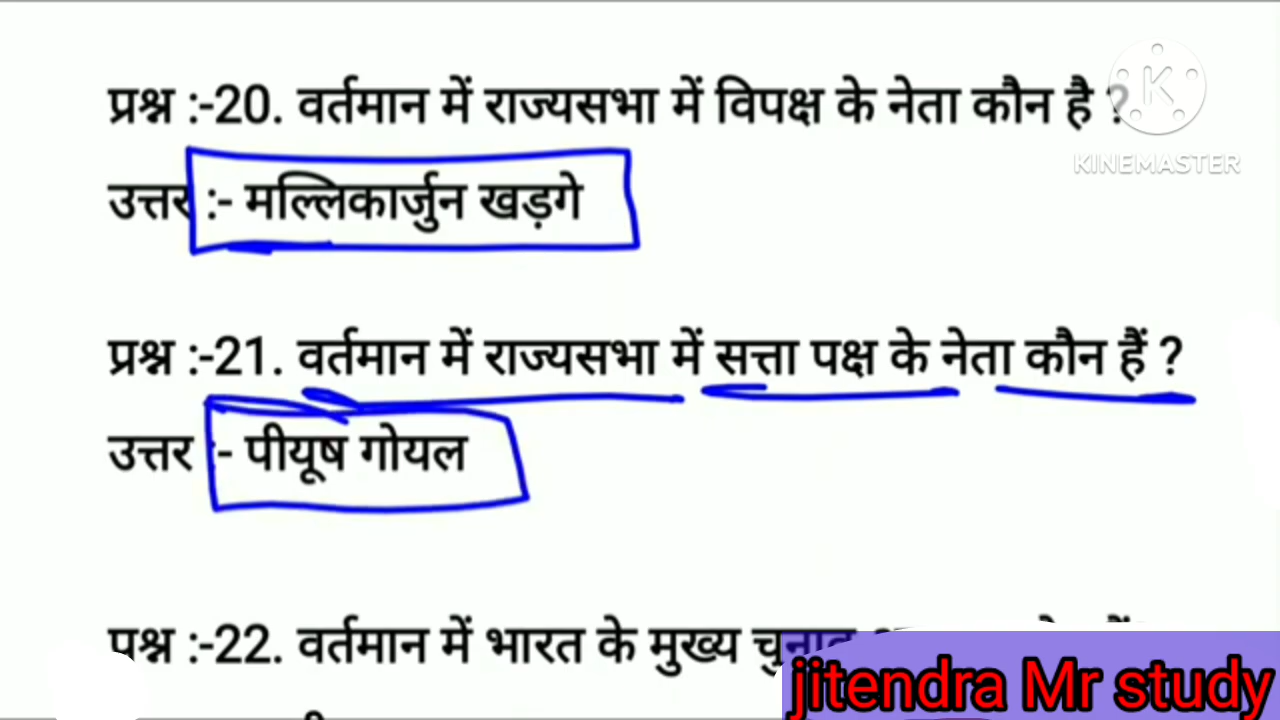 प्रश्न :-20. वर्तमान में राज्यसभा में विपक्ष के नेता कौन है ?
KINEMASTER
उत्तर :- मल्लिकार्जुन खड़गे
प्रश्न :-21. वर्तमान में राज्यसभा में सत्ता पक्ष के नेता कौन हैं ?
उत्तर :- पीयूष गोयल
प्रश्न :-22. वर्तमान में भारत के मुख्य चुनाव
jitendra Mr study